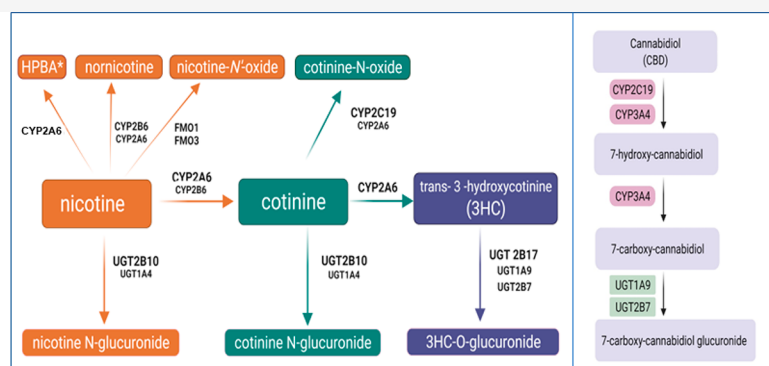 HPBA*
nornicotine
nicotine-N'-oxide
cotinine-N-oxide
CYP2A6
CYP2B6
CYP2A6
FMO1
FMO3
CYP2C19
CYP2A6
nicotine
CYP2A6
CYP2B6
cotinine
CYP2A6
trans- 3 -hydroxycotinine
(3HC)
UGT2B10
UGT1A4
UGT2B10
UGT1A4
UGT 2B17
UGT1A9
UGT2B7
nicotine N-glucuronide
cotinine N-glucuronide
3HC-O-glucuronide
Cannabidiol
(CBD)
CYP2C19
CYP3A4
7-hydroxy-cannabidiol
CYP3A4
7-carboxy-cannabidiol
UGT1A9
UGT2B7
7-carboxy-cannabidiol glucuronide